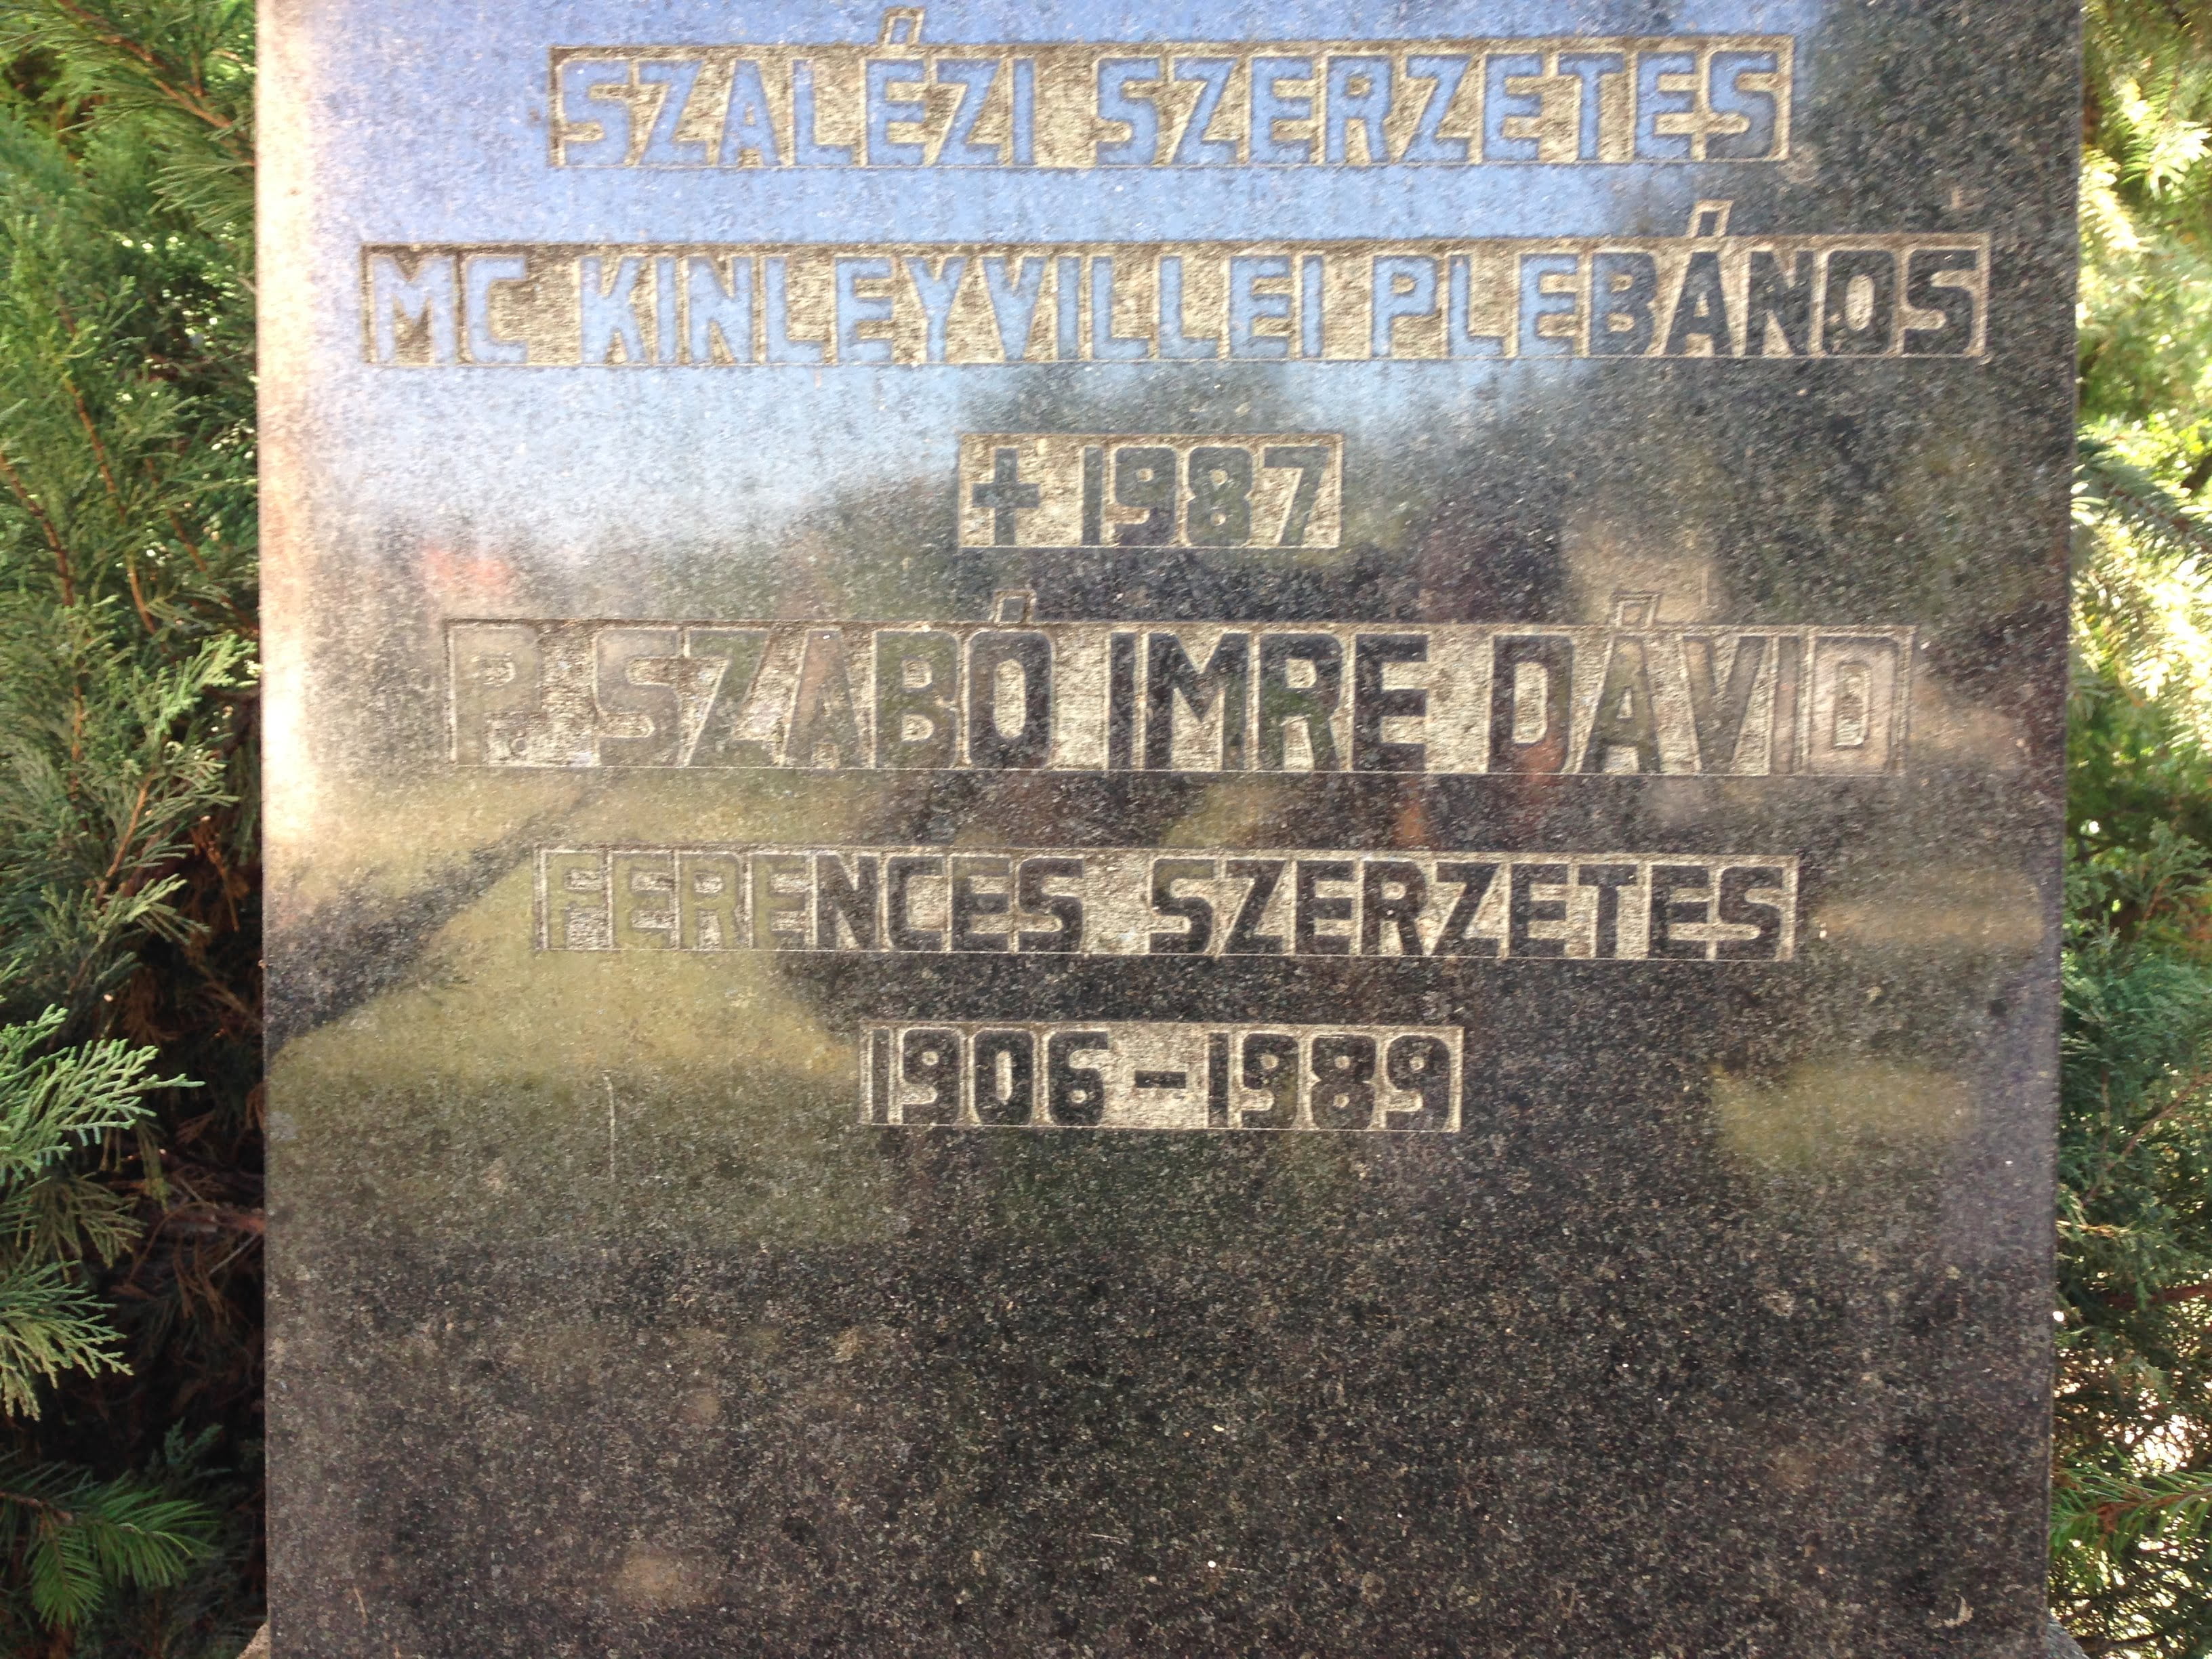 SZALÉZI SZERZETES
MC KINLEYVILLEI PLEBÁNOS
† 1987
P. SZABÓ IMRE DÁVID
FERENCES SZERZETES
1906 – 1989